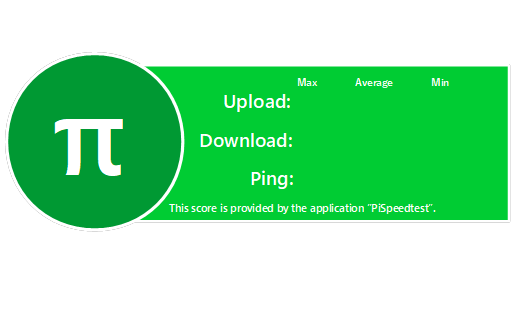 π
Max Average Min
Upload:
Download:
Ping:
This score is provided by the application "PiSpeedtest".